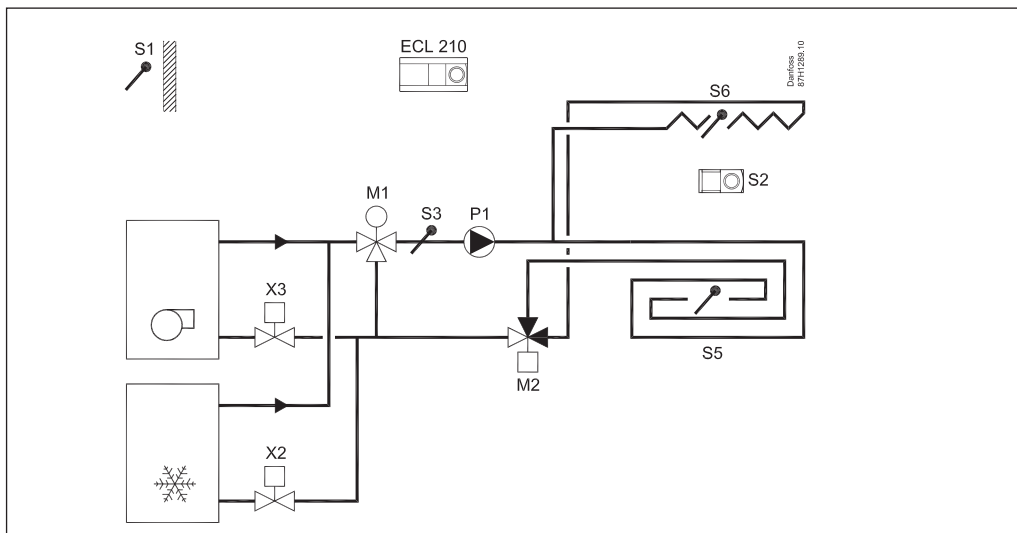 S1
ECL 210
Danfoss
87H1289.10
S6
S2
M1
S3
P1
X3
S5
M2
X2